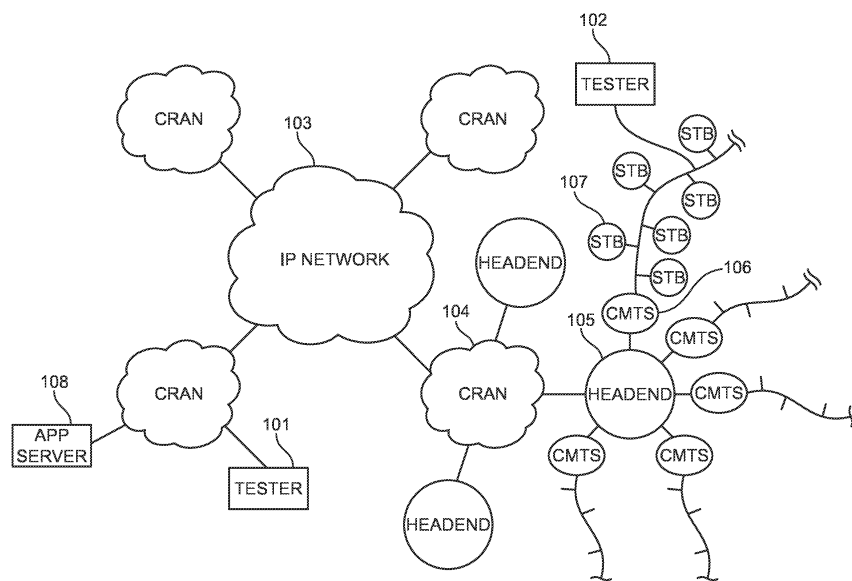 102
TESTER
CRAN
103
CRAN
STB
STB
107
STB
STB
STB
IP NETWORK
HEADEND
STB
106
CMTS
104
105
CMTS
CRAN
CRAN
HEADEND
CMTS
108
APP
SERVER
101
TESTER
CMTS
CMTS
HEADEND